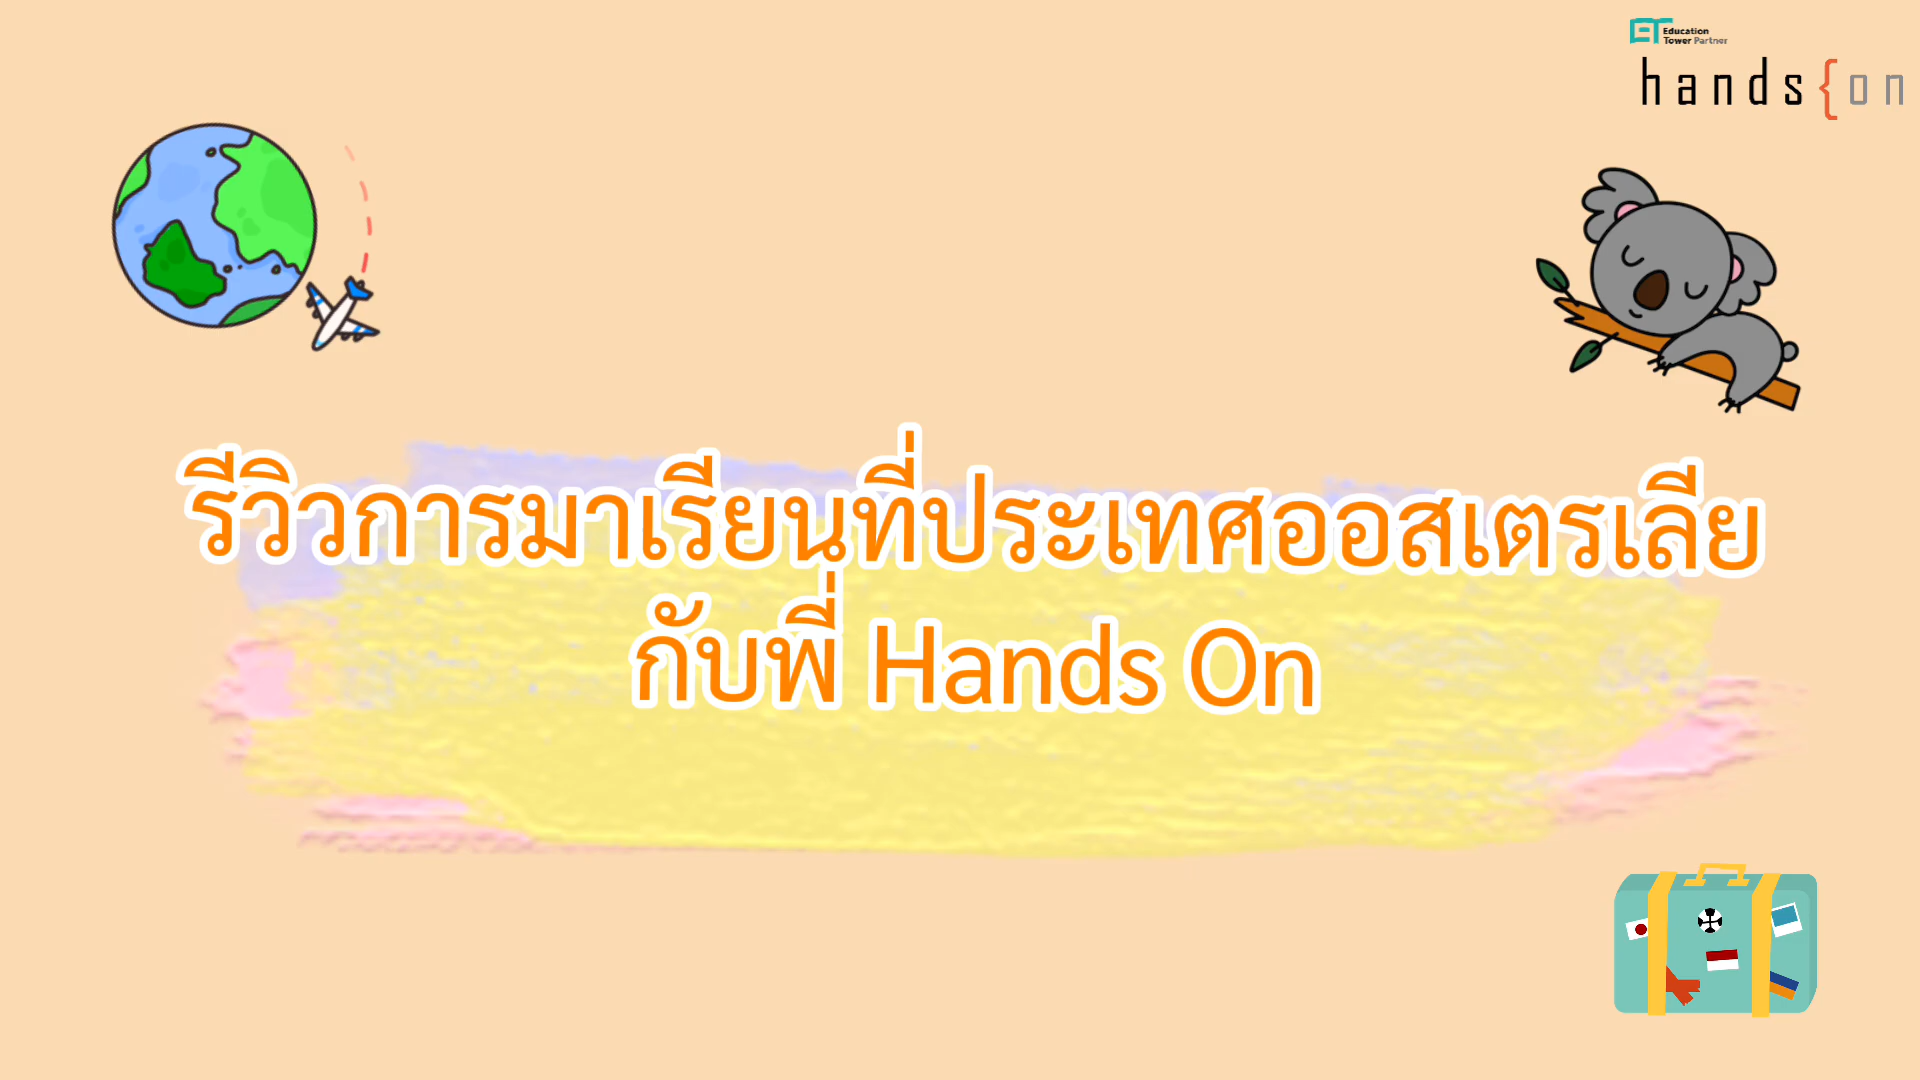 ET Education
Tower Partner
hands{on
รีวิวการมาเรียนที่ประเทศออสเตรเลีย
กับพี่ Hands On